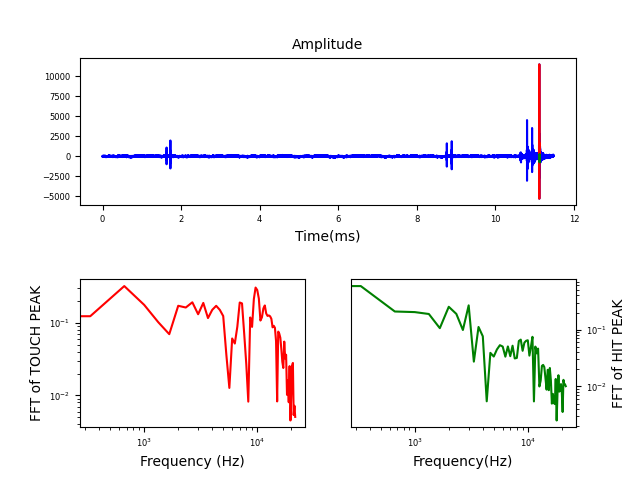 Amplitude
10000
7500
5000
2500
0
−2500
−5000
0 2 4 6 8 10 12
Time(ms)
FFT of TOUCH PEAK
10⁻¹
10⁻²
10³ 10⁴
Frequency (Hz)
10⁻¹
10⁻²
10³ 10⁴
Frequency(Hz)
FFT of HIT PEAK